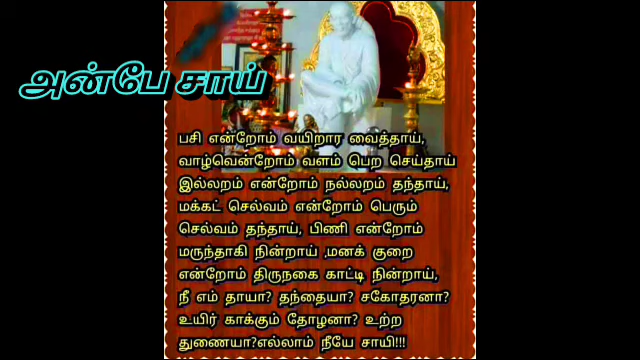 அன்பே சாய்
பசி என்றோம் வயிறார வைத்தாய்,
வாழ்வென்றோம் வளம் பெற செய்தாய்
இல்லறம் என்றோம் நல்லறம் தந்தாய்,
மக்கட் செல்வம் என்றோம் பெரும்
செல்வம் தந்தாய், பிணி என்றோம்
மருந்தாகி நின்றாய் ,மனக் குறை
என்றோம் திருநகை காட்டி நின்றாய்,
நீ எம் தாயா? தந்தையா? சகோதரனா?
உயிர் காக்கும் தோழனா? உற்ற
துணையா?எல்லாம் நீயே சாயி!!!